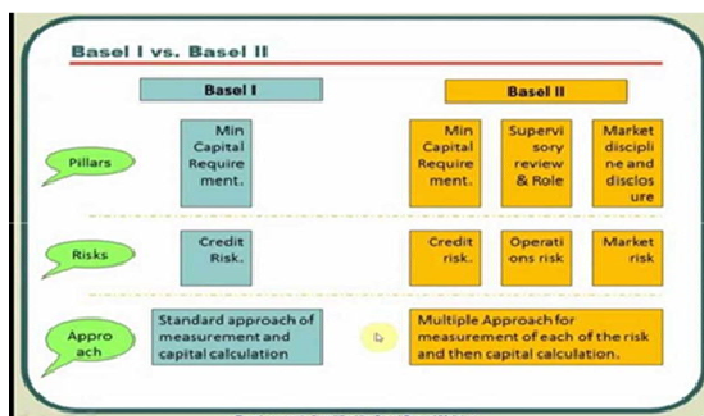 Basel I vs. Basel II
Basel I
Basel II
Pillars
Min
Capital
Require
ment.
Min
Capital
Require
ment.
Supervi
sory
review
& Role
Market
discipli
ne and
disclos
ure
Risks
Credit
Risk.
Credit
risk.
Operati
ons risk
Market
risk
Appro
ach
Standard approach of
measurement and
capital calculation
Multiple Approach for
measurement of each of the risk
and then capital calculation.